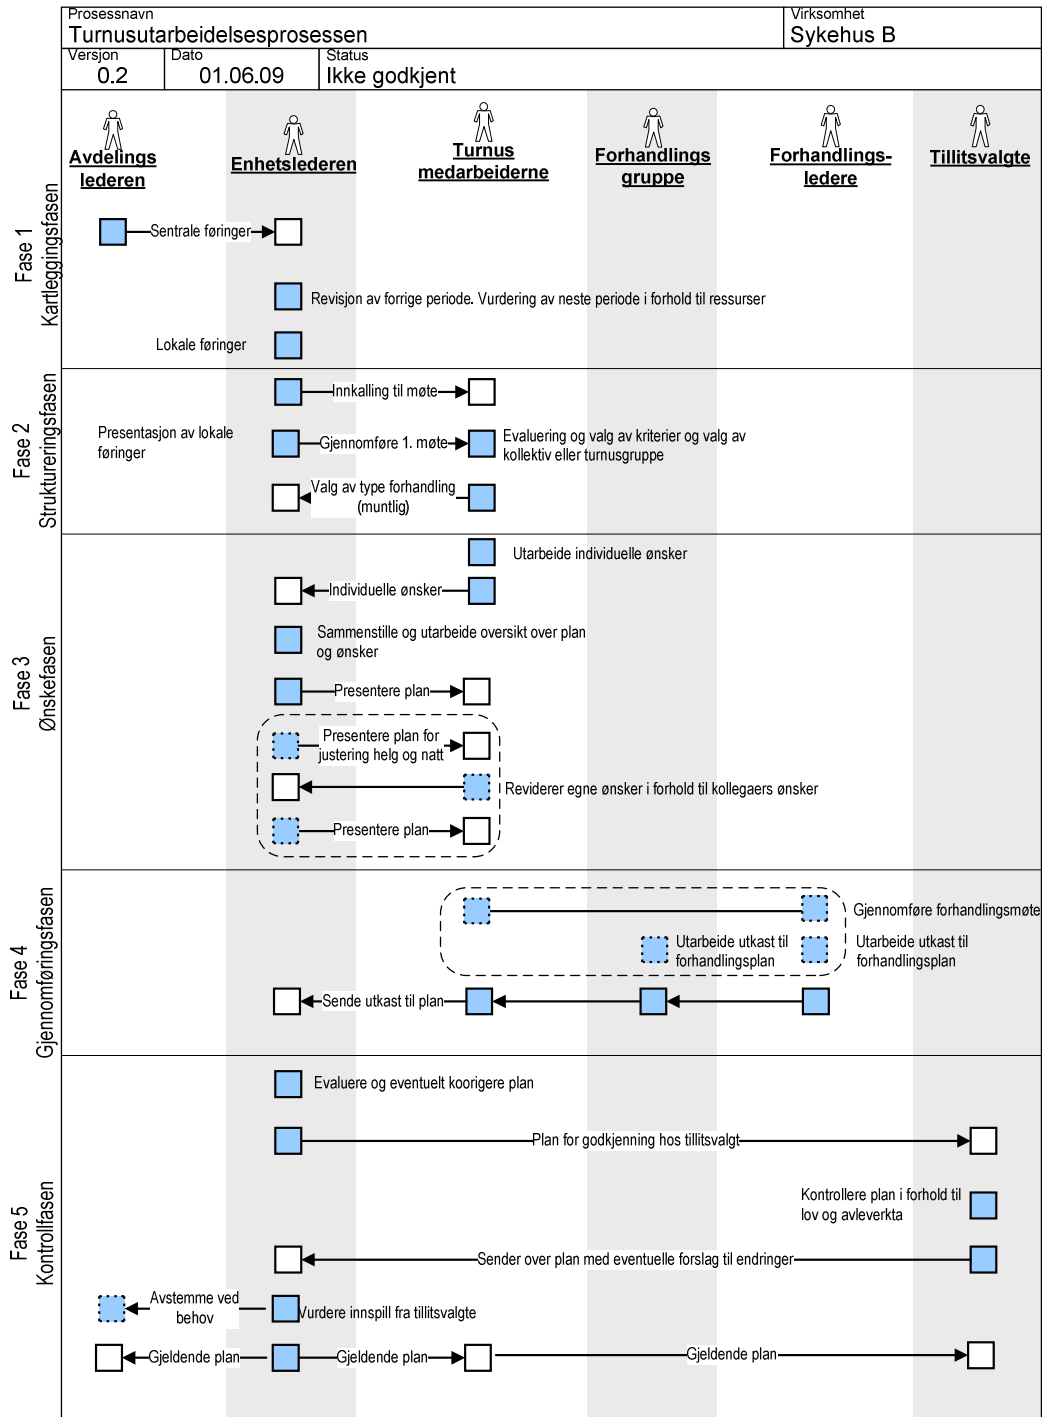 Prosessnavn
Turnusutarbeidelsesprosessen
Virksomhet
Sykehus B
Versjon
0.2
Dato
01.06.09
Status
Ikke godkjent
Avdelings
lederen
Enhetslederen
Turnus
medarbeiderne
Forhandlings
gruppe
Forhandlings-
ledere
Tillitsvalgte
Fase 1
Kartleggingsfasen
Sentrale føringer
Revisjon av forrige periode. Vurdering av neste periode i forhold til ressurser
Lokale føringer
Fase 2
Struktureringsfasen
Innkalling til møte
Presentasjon av lokale
føringer
Gjennomføre 1. møte
Evaluering og valg av kriterier og valg av
kollektiv eller turnusgruppe
Valg av type forhandling
(muntlig)
Fase 3
Ønskefasen
Utarbeide individuelle ønsker
Individuelle ønsker
Sammenstille og utarbeide oversikt over plan
og ønsker
Presentere plan
Presentere plan for
justering helg og natt
Reviderer egne ønsker i forhold til kollegaers ønsker
Presentere plan
Fase 4
Gjennomføringsfasen
Gjennomføre forhandlingsmøte
Utarbeide utkast til
forhandlingsplan
Utarbeide utkast til
forhandlingsplan
Sende utkast til plan
Fase 5
Kontrollfasen
Evaluere og eventuelt koorigere plan
Plan for godkjenning hos tillitsvalgt
Kontrollere plan i forhold til
lov og avleverkta
Sender over plan med eventuelle forslag til endringer
Avstemme ved
behov
Vurdere innspill fra tillitsvalgte
Gjeldende plan
Gjeldende plan
Gjeldende plan